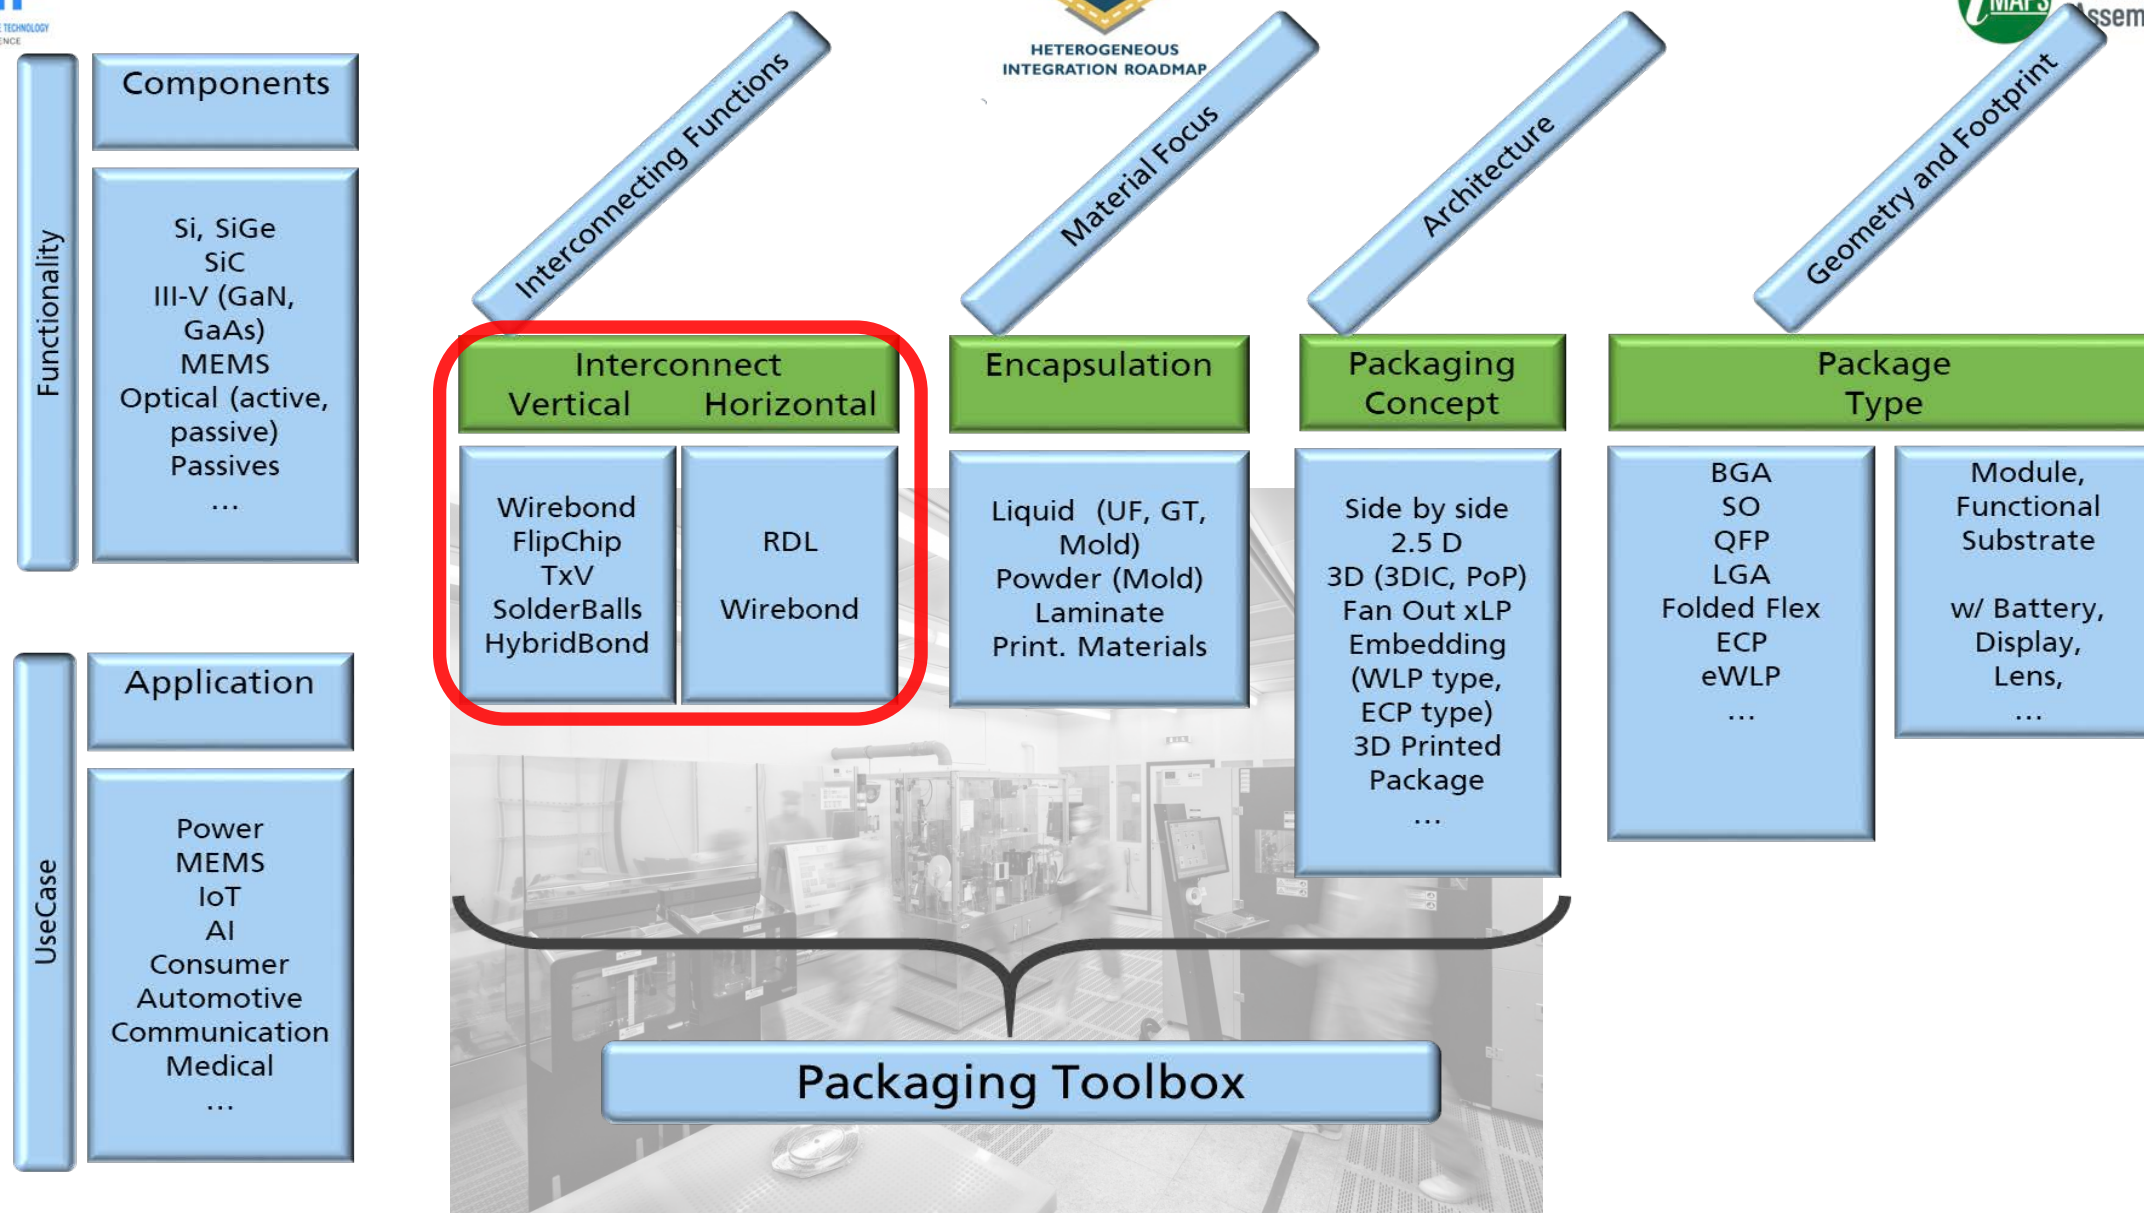 E TECHNOLOGY
ENCE
HETEROGENEOUS
INTEGRATION ROADMAP
iMAPS
Assem
Functionality
Components
Si, SiGe
SiC
III-V (GaN,
GaAs)
MEMS
Optical (active,
passive)
Passives
...
UseCase
Application
Power
MEMS
IoT
AI
Consumer
Automotive
Communication
Medical
...
Interconnecting Functions
Interconnect
Vertical Horizontal
Wirebond
FlipChip
TxV
SolderBalls
HybridBond
RDL
Wirebond
Material Focus
Encapsulation
Liquid (UF, GT,
Mold)
Powder (Mold)
Laminate
Print. Materials
Architecture
Packaging
Concept
Side by side
2.5 D
3D (3DIC, PoP)
Fan Out xLP
Embedding
(WLP type,
ECP type)
3D Printed
Package
...
Geometry and Footprint
Package
Type
BGA
SO
QFP
LGA
Folded Flex
ECP
eWLP
...
Module,
Functional
Substrate
w/ Battery,
Display,
Lens,
...
Packaging Toolbox